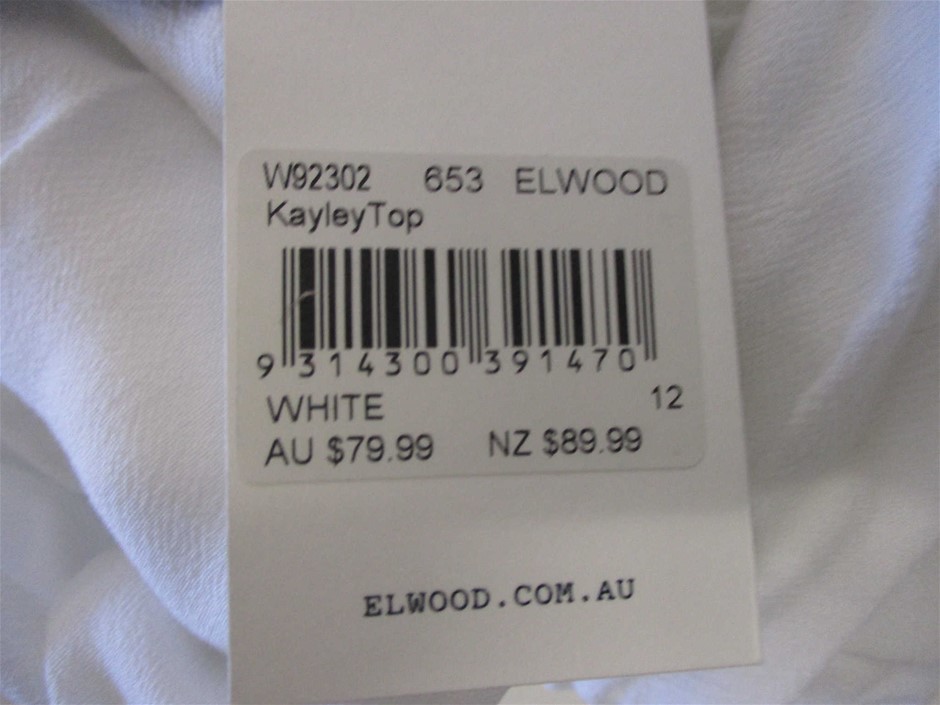 W92302 653 ELWOOD
KayleyTop
9 314300 391470
WHITE 12
AU $79.99 NZ $89.99
ELWOOD.COM.AU